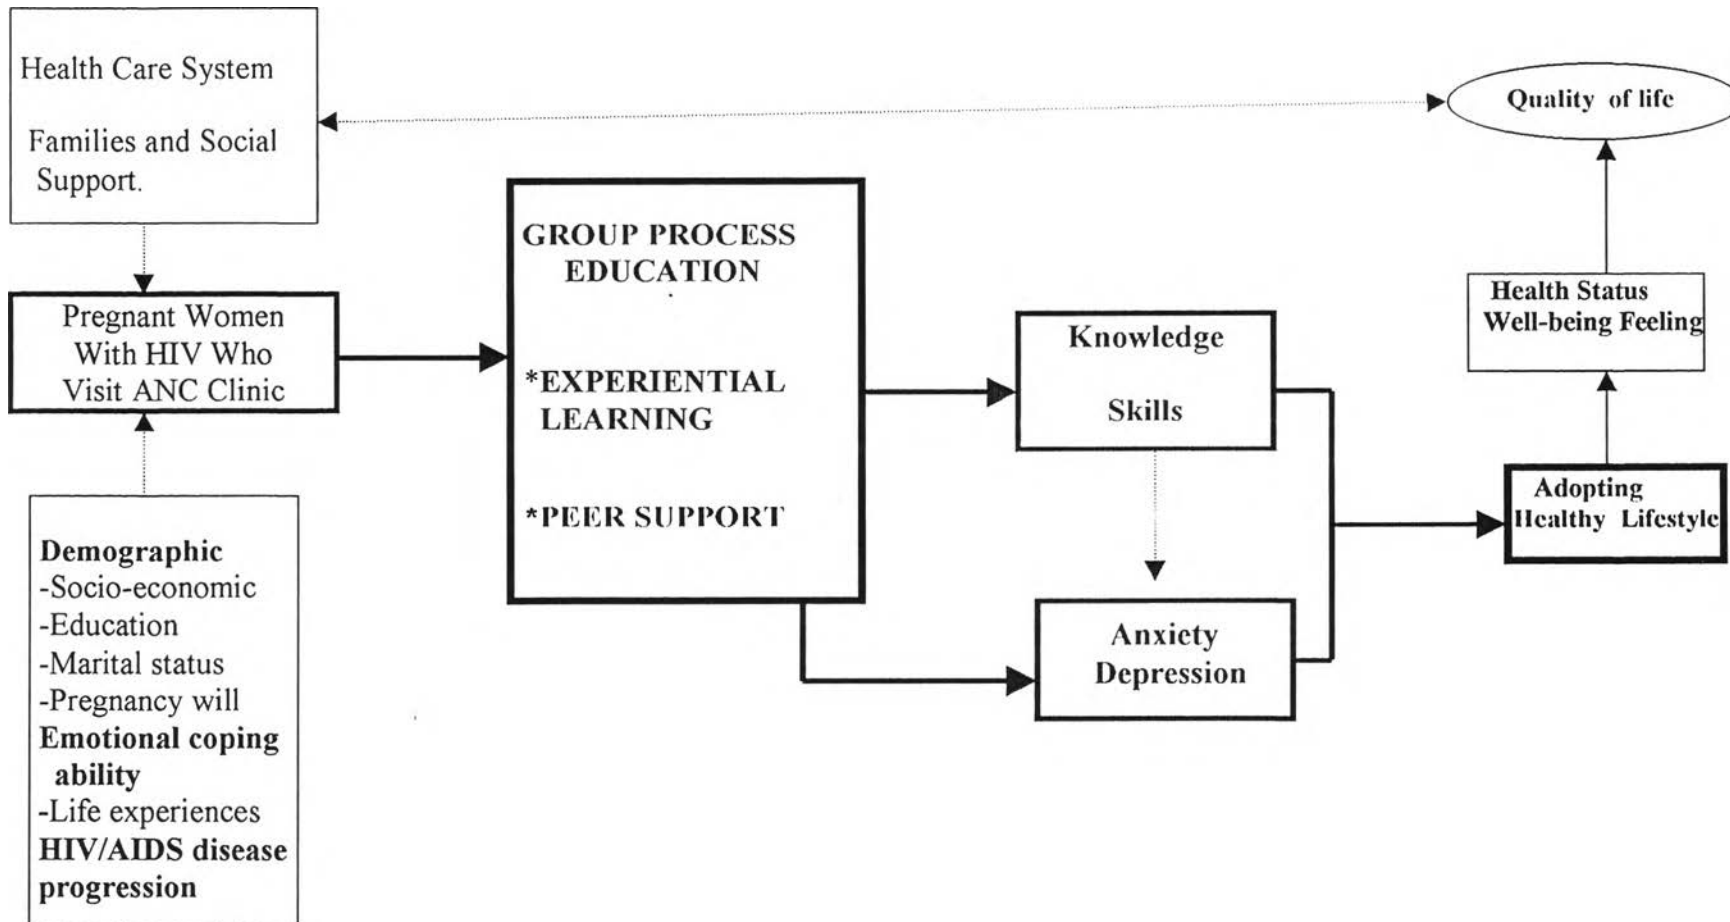 Health Care System
Families and Social
Support.
Pregnant Women
With HIV Who
Visit ANC Clinic
Demographic
-Socio-economic
-Education
-Marital status
-Pregnancy will
Emotional coping
ability
-Life experiences
HIV/AIDS disease
progression
GROUP PROCESS
EDUCATION
*EXPERIENTIAL
LEARNING
*PEER SUPPORT
Knowledge
Skills
Anxiety
Depression
Quality of life
Health Status
Well-being Feeling
Adopting
Healthy Lifestyle